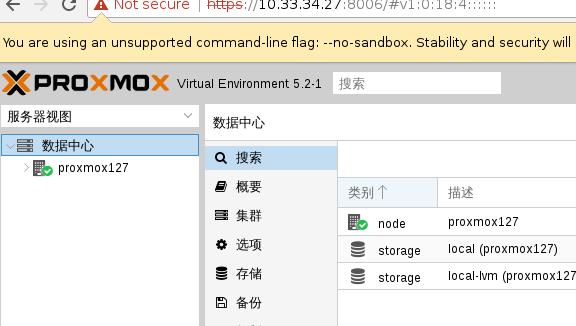 Not secure | https://10.33.34.27:8006/#v1:0:18:4::::::
You are using an unsupported command-line flag: --no-sandbox. Stability and security will
PROXMOX Virtual Environment 5.2-1 搜索
服务器视图
数据中心
proxmox127
数据中心
搜索
概要
集群
选项
存储
备份
类别 描述
node proxmox127
storage local (proxmox127)
storage local-lvm (proxmox127